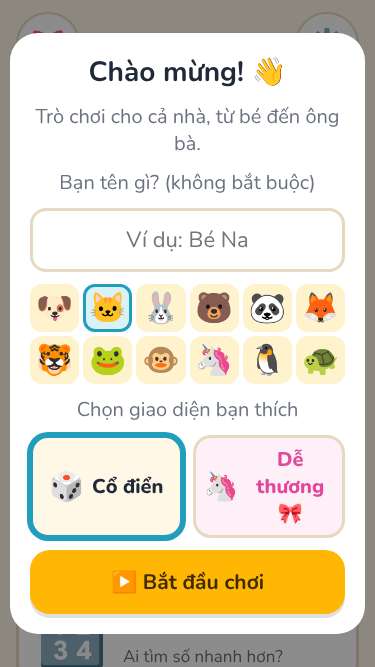 Chào mừng! 👋
Trò chơi cho cả nhà, từ bé đến ông
bà.
Bạn tên gì? (không bắt buộc)
Ví dụ: Bé Na
Chọn giao diện bạn thích
Cổ điển
Dễ
thương
Bắt đầu chơi
3 4
Ai tìm số nhanh hơn?